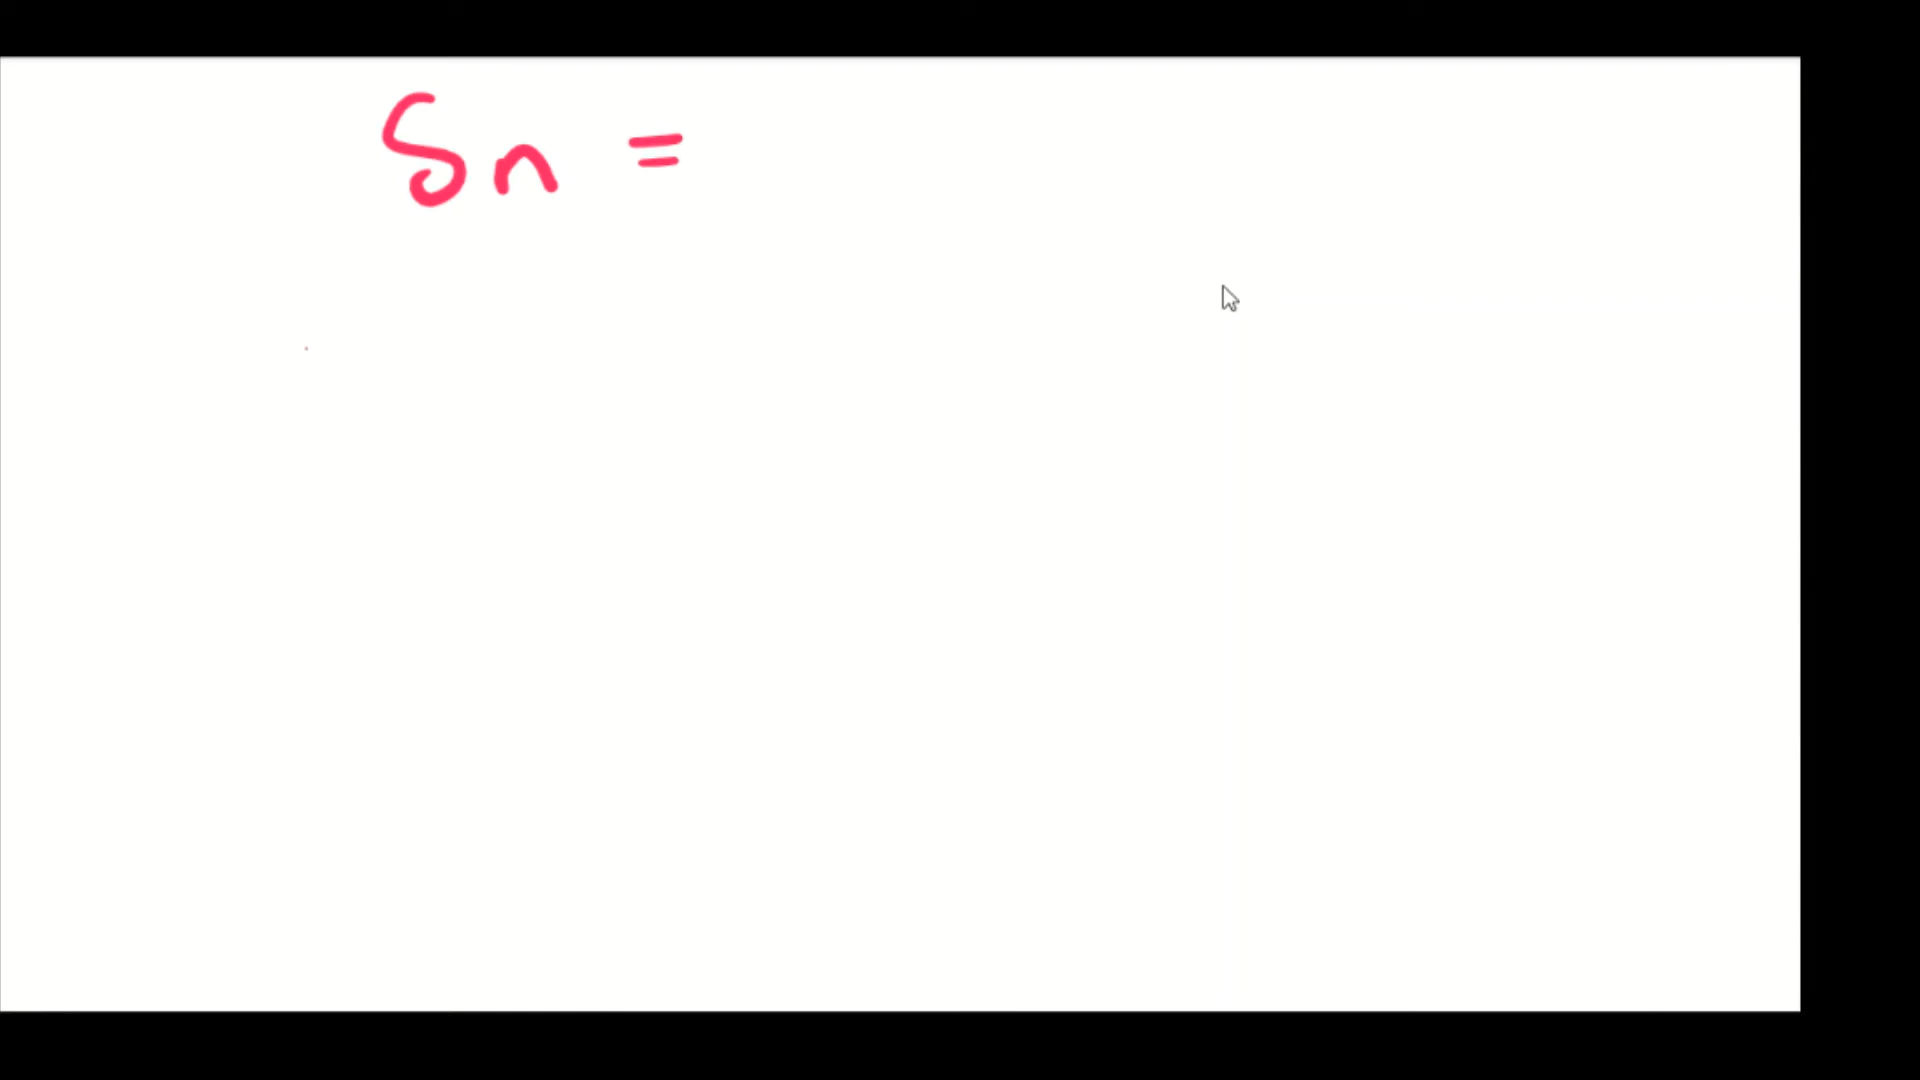 Sn =